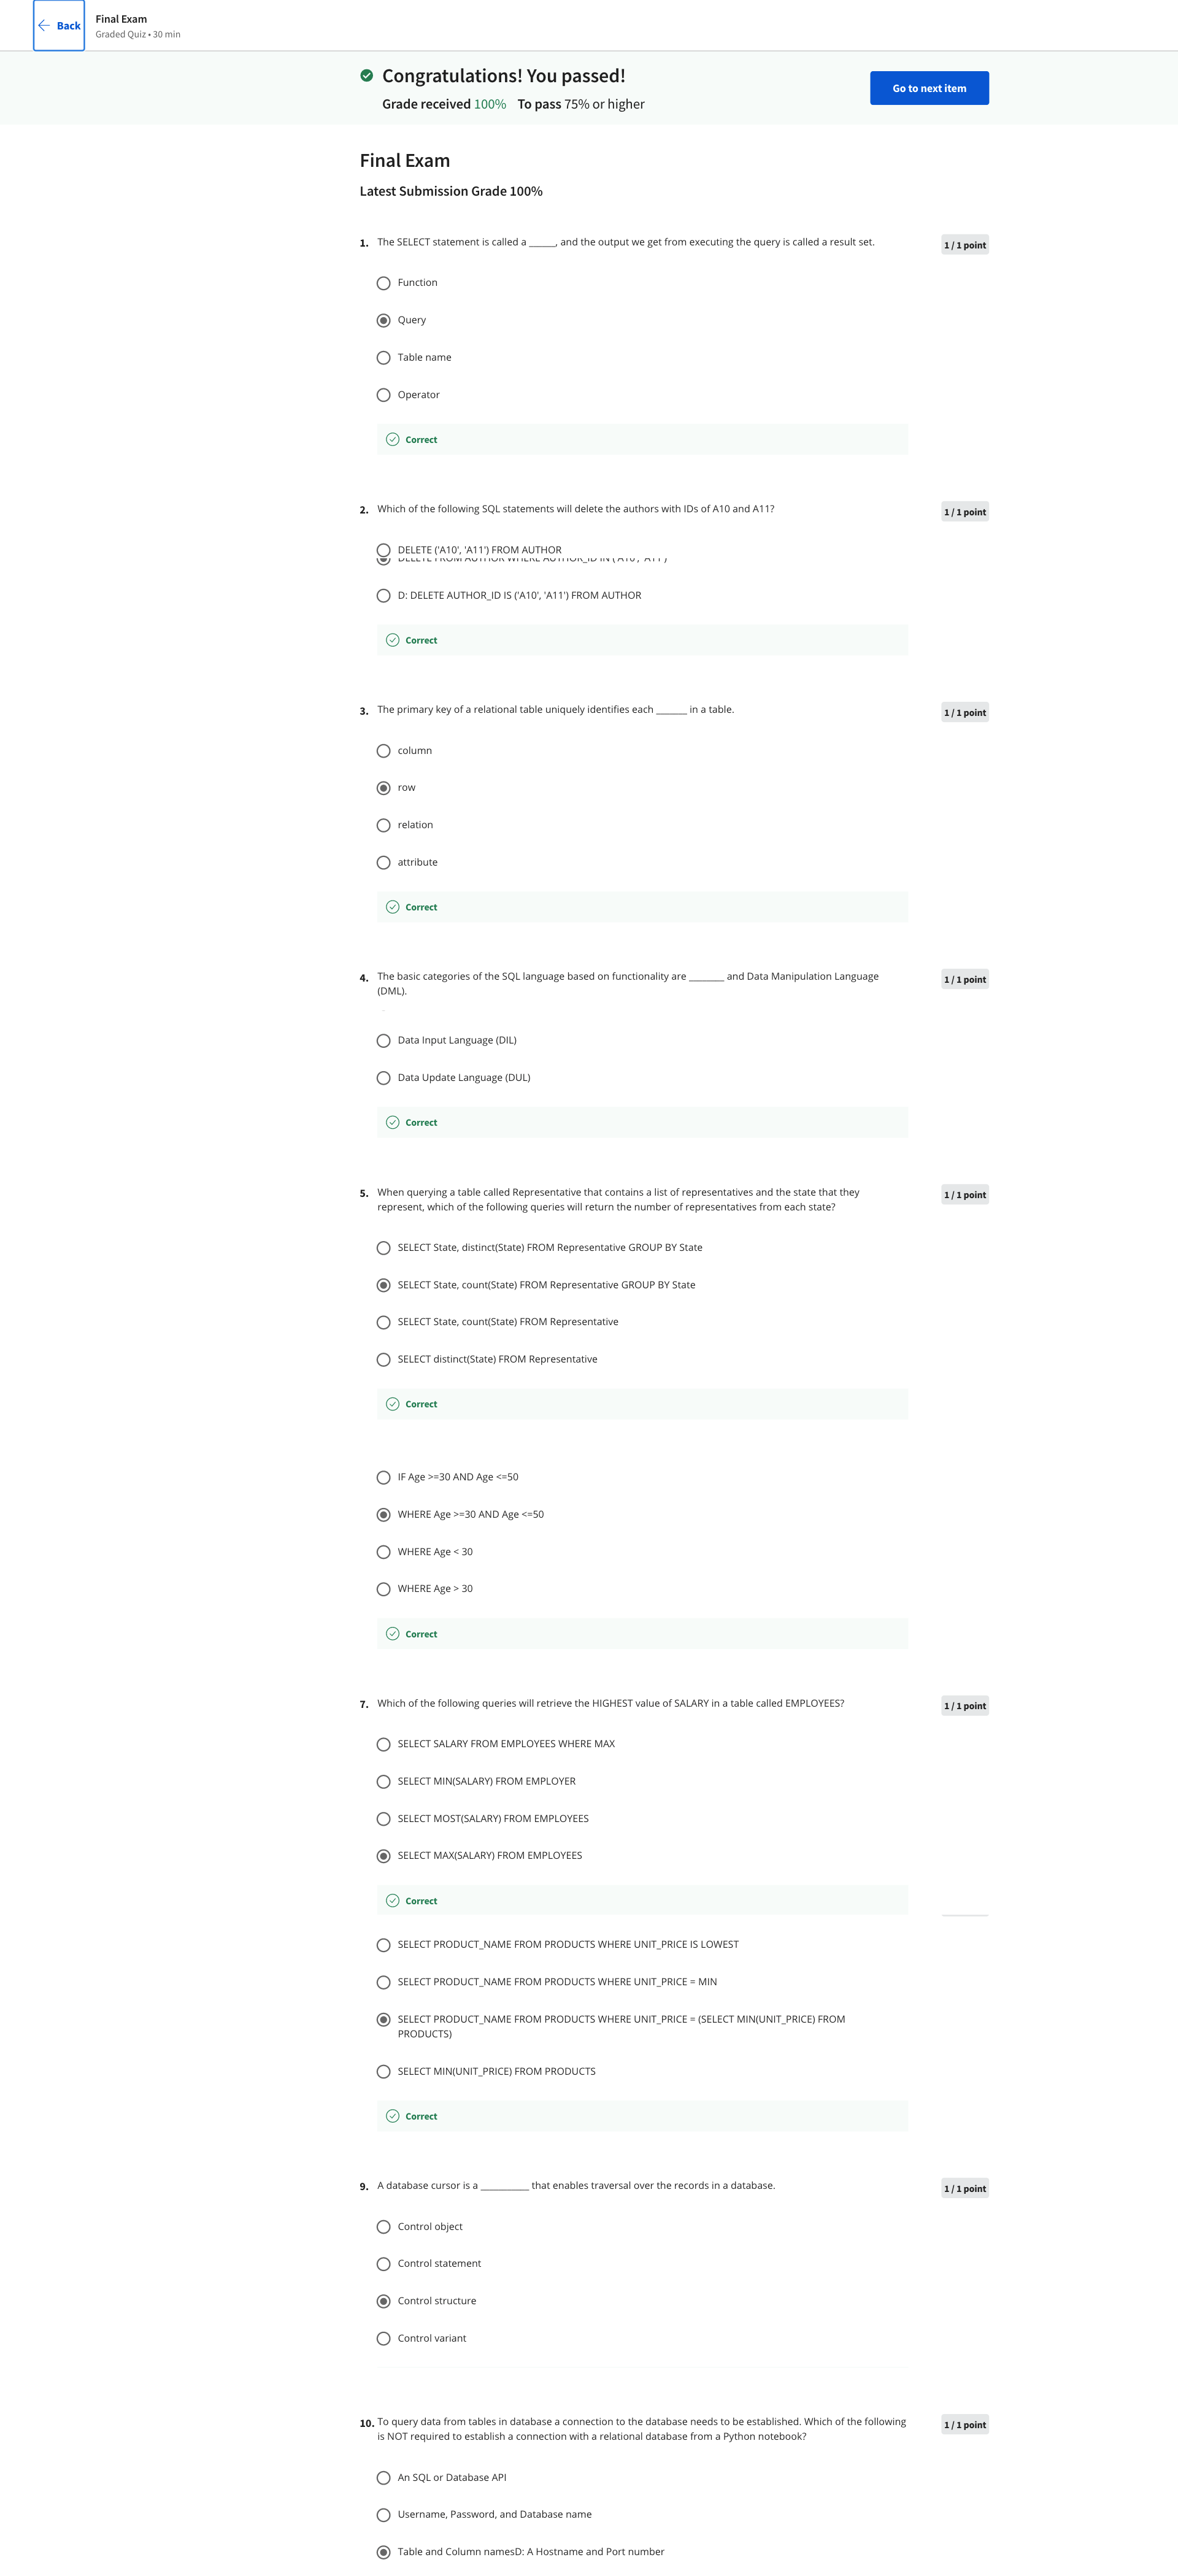 Back
Final Exam
Graded Quiz • 30 min
Congratulations! You passed!
Grade received 100% To pass 75% or higher
Go to next item
Final Exam
Latest Submission Grade 100%
1. The SELECT statement is called a _____, and the output we get from executing the query is called a result set.
1 / 1 point
Function
Query
Table name
Operator
Correct
2. Which of the following SQL statements will delete the authors with IDs of A10 and A11?
1 / 1 point
DELETE ('A10', 'A11') FROM AUTHOR
DELETE FROM AUTHOR WHERE AUTHOR_ID IN ('A10', 'A11')
D: DELETE AUTHOR_ID IS ('A10', 'A11') FROM AUTHOR
Correct
3. The primary key of a relational table uniquely identifies each ______ in a table.
1 / 1 point
column
row
relation
attribute
Correct
4. The basic categories of the SQL language based on functionality are _______ and Data Manipulation Language
(DML).
1 / 1 point
Data Input Language (DIL)
Data Update Language (DUL)
Correct
5. When querying a table called Representative that contains a list of representatives and the state that they
represent, which of the following queries will return the number of representatives from each state?
1 / 1 point
SELECT State, distinct(State) FROM Representative GROUP BY State
SELECT State, count(State) FROM Representative GROUP BY State
SELECT State, count(State) FROM Representative
SELECT distinct(State) FROM Representative
Correct
IF Age >=30 AND Age <=50
WHERE Age >=30 AND Age <=50
WHERE Age < 30
WHERE Age > 30
Correct
7. Which of the following queries will retrieve the HIGHEST value of SALARY in a table called EMPLOYEES?
1 / 1 point
SELECT SALARY FROM EMPLOYEES WHERE MAX
SELECT MIN(SALARY) FROM EMPLOYER
SELECT MOST(SALARY) FROM EMPLOYEES
SELECT MAX(SALARY) FROM EMPLOYEES
Correct
SELECT PRODUCT_NAME FROM PRODUCTS WHERE UNIT_PRICE IS LOWEST
SELECT PRODUCT_NAME FROM PRODUCTS WHERE UNIT_PRICE = MIN
SELECT PRODUCT_NAME FROM PRODUCTS WHERE UNIT_PRICE = (SELECT MIN(UNIT_PRICE) FROM
PRODUCTS)
SELECT MIN(UNIT_PRICE) FROM PRODUCTS
Correct
9. A database cursor is a __________ that enables traversal over the records in a database.
1 / 1 point
Control object
Control statement
Control structure
Control variant
10. To query data from tables in database a connection to the database needs to be established. Which of the following
is NOT required to establish a connection with a relational database from a Python notebook?
1 / 1 point
An SQL or Database API
Username, Password, and Database name
Table and Column namesD: A Hostname and Port number